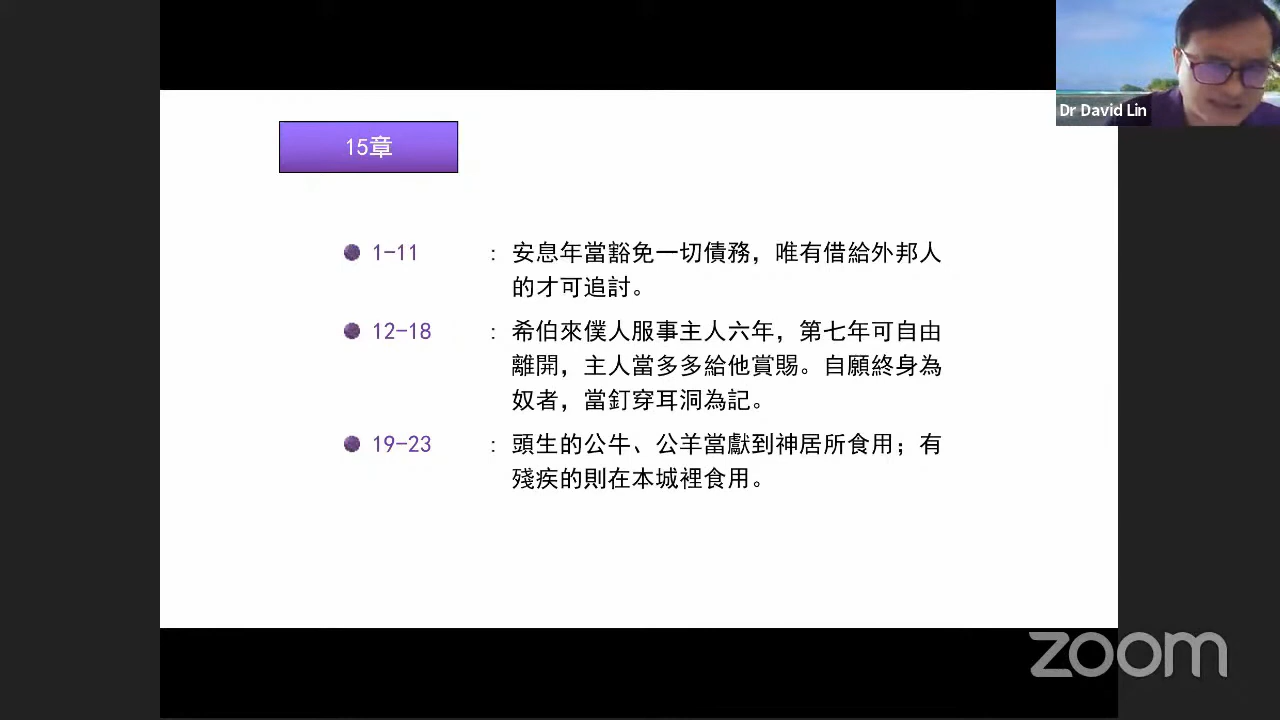 Dr David Lin
15章
1-11 : 安息年當豁免一切債務，唯有借給外邦人
的才可追討。
12-18 : 希伯來僕人服事主人六年，第七年可自由
離開，主人當多多給他賞賜。自願終身為
奴者，當釘穿耳洞為記。
19-23 : 頭生的公牛、公羊當獻到神居所食用；有
殘疾的則在本城裡食用。
zoom